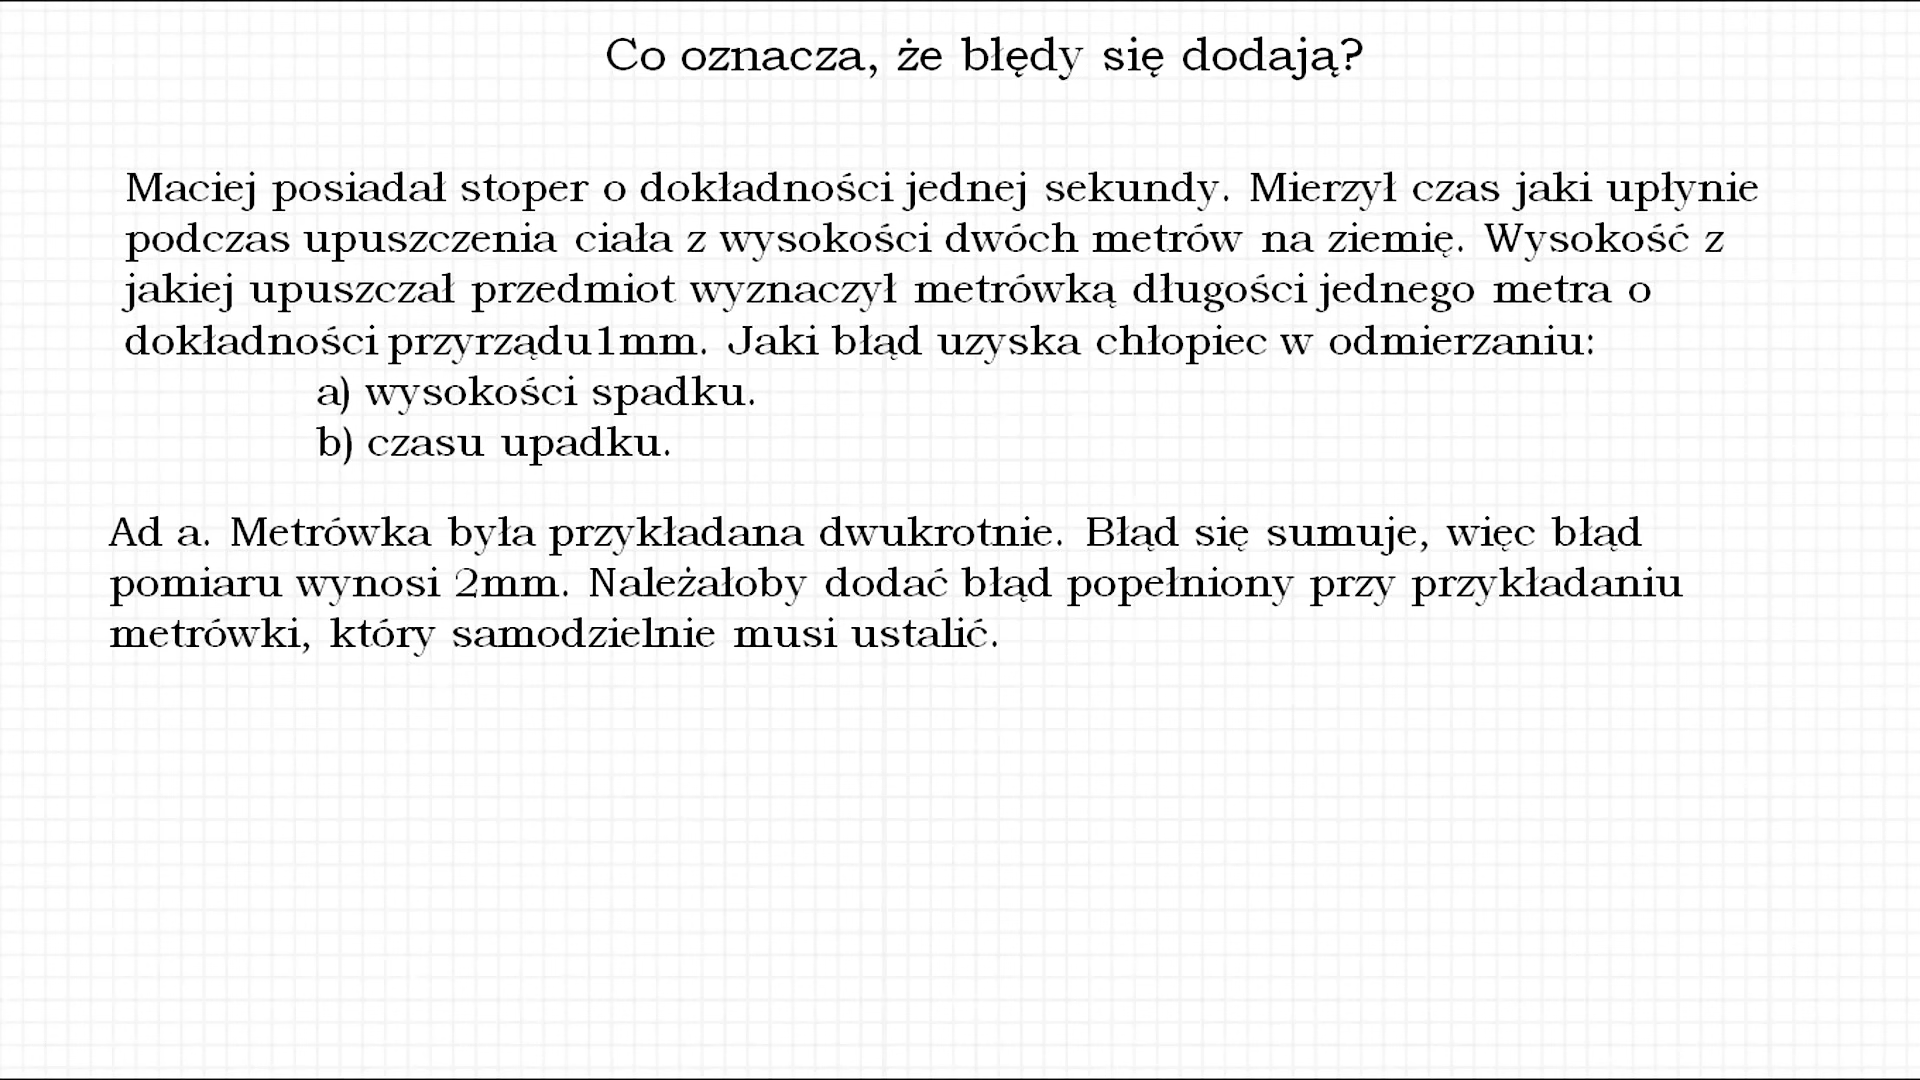 Co oznacza, że błędy się dodają?
Maciej posiadał stoper o dokładności jednej sekundy. Mierzył czas jaki upłynie
podczas upuszczenia ciała z wysokości dwóch metrów na ziemię. Wysokość z
jakiej upuszczał przedmiot wyznaczył metrówką długości jednego metra o
dokładności przyrządu1mm. Jaki błąd uzyska chłopiec w odmierzaniu:
a) wysokości spadku.
b) czasu upadku.
Ad a. Metrówka była przykładana dwukrotnie. Błąd się sumuje, więc błąd
pomiaru wynosi 2mm. Należałoby dodać błąd popełniony przy przykładaniu
metrówki, który samodzielnie musi ustalić.